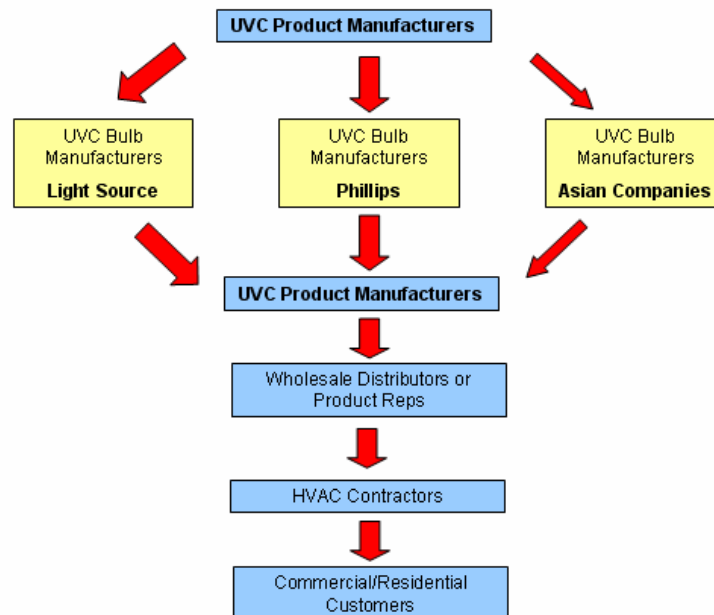 UVC Product Manufacturers
UVC Bulb
Manufacturers
Light Source
UVC Bulb
Manufacturers
Phillips
UVC Bulb
Manufacturers
Asian Companies
UVC Product Manufacturers
Wholesale Distributors or
Product Reps
HVAC Contractors
Commercial/Residential
Customers